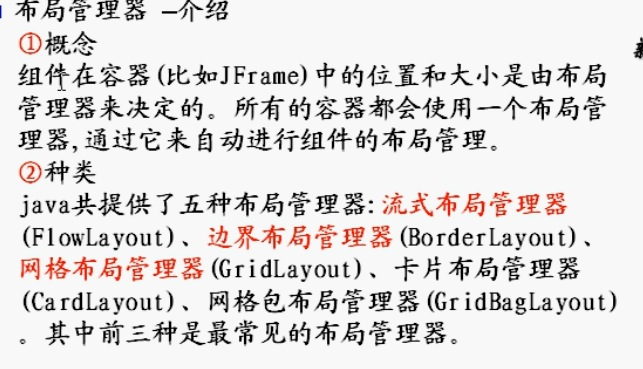 布局管理器 –介绍
①概念
组件在容器(比如JFrame)中的位置和大小是由布局
管理器来决定的。所有的容器都会使用一个布局管
理器,通过它来自动进行组件的布局管理。
②种类
java共提供了五种布局管理器:流式布局管理器
(FlowLayout)、边界布局管理器(BorderLayout)、
网格布局管理器(GridLayout)、卡片布局管理器
(CardLayout)、网格包布局管理器(GridBagLayout)
。其中前三种是最常见的布局管理器。